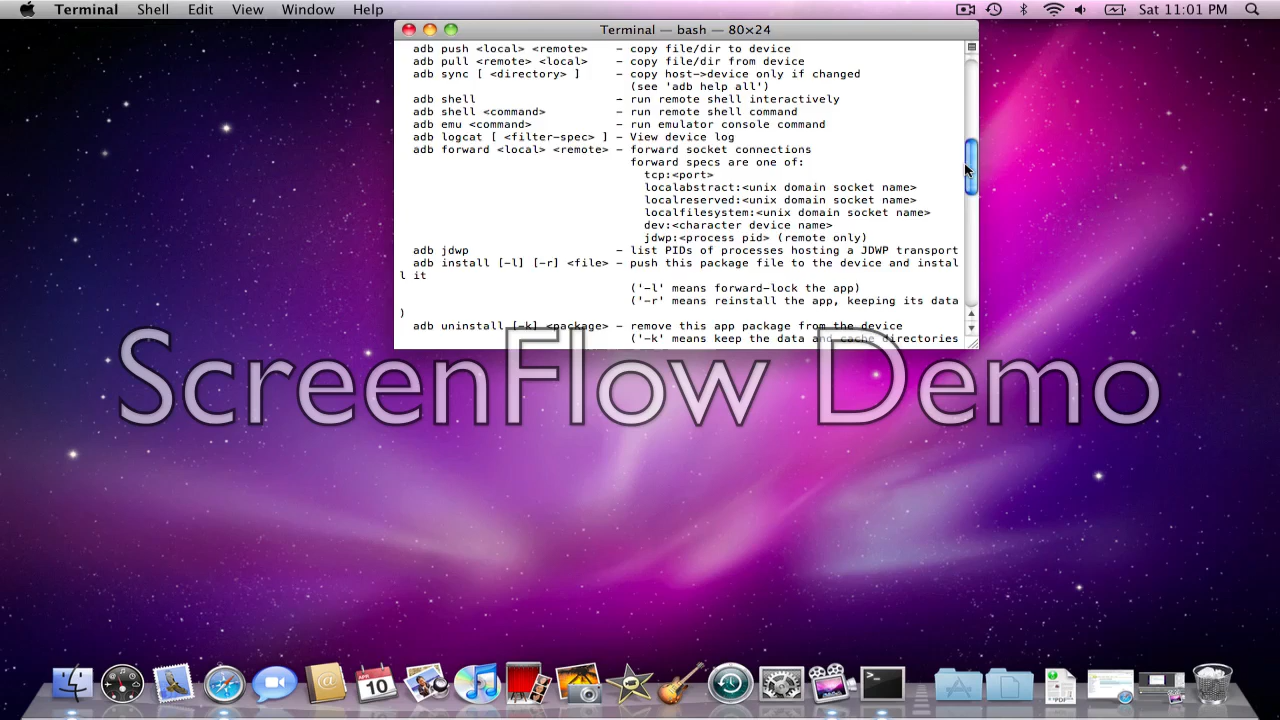 Terminal Shell Edit View Window Help Sat 11:01 PM
Terminal — bash — 80×24
adb push <local> <remote> - copy file/dir to device
adb pull <remote> <local> - copy file/dir from device
adb sync [ <directory> ] - copy host->device only if changed
(see 'adb help all')
adb shell - run remote shell interactively
adb shell <command> - run remote shell command
adb emu <command> - run emulator console command
adb logcat [ <filter-spec> ] - View device log
adb forward <local> <remote> - forward socket connections
forward specs are one of:
tcp:<port>
localabstract:<unix domain socket name>
localreserved:<unix domain socket name>
localfilesystem:<unix domain socket name>
dev:<character device name>
jdwp:<process pid> (remote only)
adb jdwp - list PIDs of processes hosting a JDWP transport
adb install [-l] [-r] <file> - push this package file to the device and instal
l it
('-l' means forward-lock the app)
('-r' means reinstall the app, keeping its data
)
adb uninstall [-k] <package> - remove this app package from the device
('-k' means keep the data and cache directories
ScreenFlow Demo
APR
10
PDF